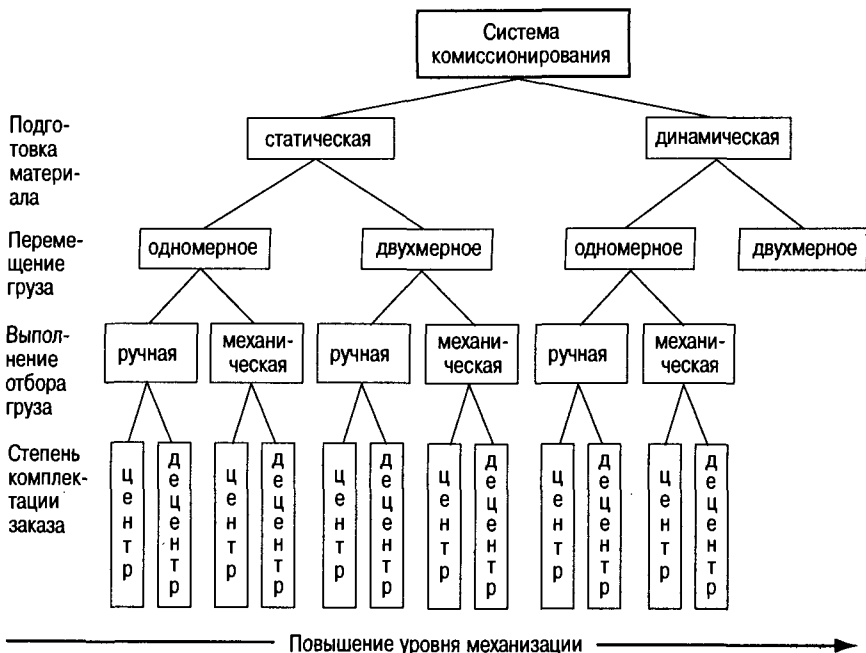 Система
комиссионирования
Подго-
товка
матери-
ала
статическая
динамическая
Переме-
щение
груза
одномерное
двухмерное
одномерное
двухмерное
Выпол-
нение
отбора
груза
ручная
механи-
ческая
ручная
механи-
ческая
ручная
механи-
ческая
Степень
комплек-
тации
заказа
центр
децентр
центр
децентр
центр
децентр
центр
децентр
центр
децентр
центр
децентр
Повышение уровня механизации